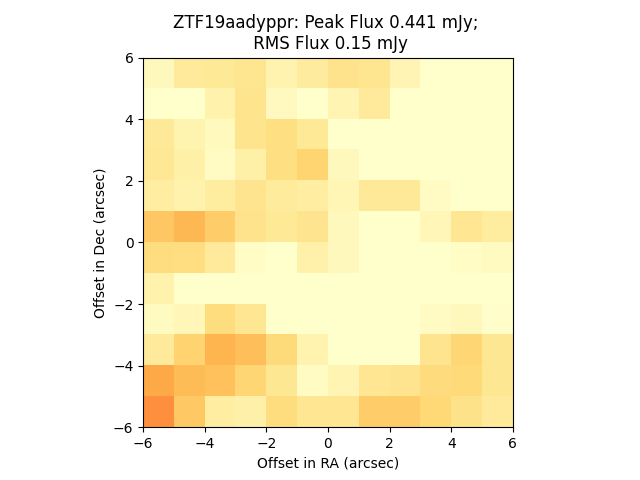 ZTF19aadyppr: Peak Flux 0.441 mJy;
RMS Flux 0.15 mJy
6
4
2
0
−2
−4
−6
Offset in Dec (arcsec)
−6 −4 −2 0 2 4 6
Offset in RA (arcsec)